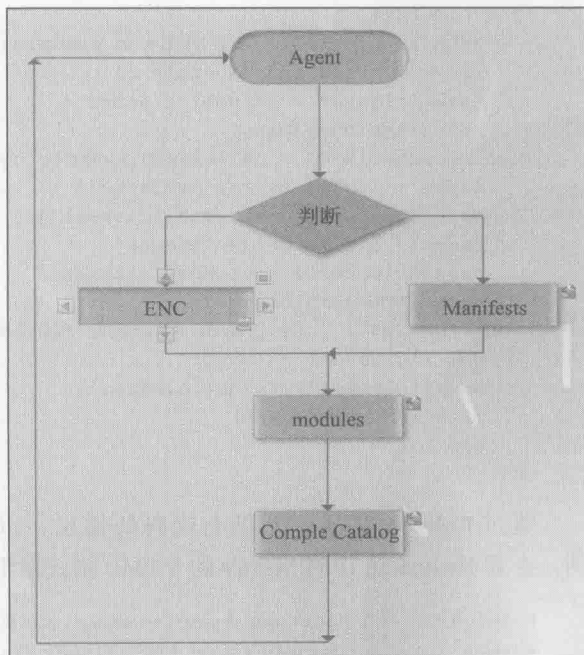 Agent
判断
ENC
Manifests
modules
Comple Catalog